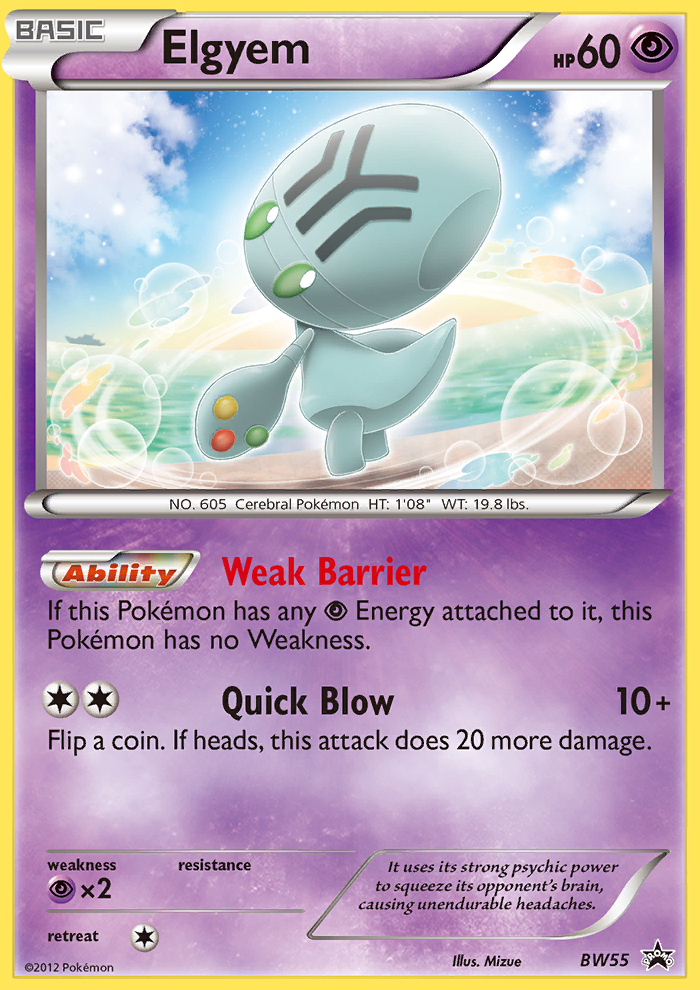 BASIC
Elgyem
HP60
NO. 605 Cerebral Pokémon HT: 1'08" WT: 19.8 lbs.
Ability Weak Barrier
If this Pokémon has any Energy attached to it, this
Pokémon has no Weakness.
Quick Blow 10+
Flip a coin. If heads, this attack does 20 more damage.
weakness resistance
×2
retreat
It uses its strong psychic power
to squeeze its opponent's brain,
causing unendurable headaches.
©2012 Pokémon
Illus. Mizue
BW55
PROMO